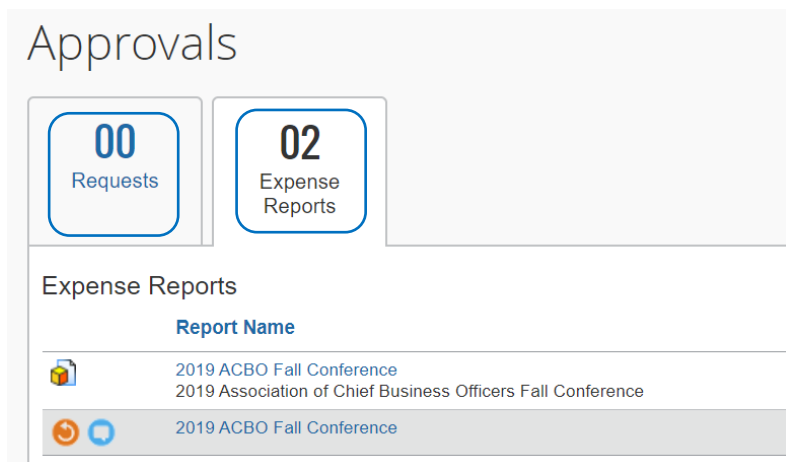 Approvals
00
Requests
02
Expense
Reports
Expense Reports
Report Name
2019 ACBO Fall Conference
2019 Association of Chief Business Officers Fall Conference
2019 ACBO Fall Conference